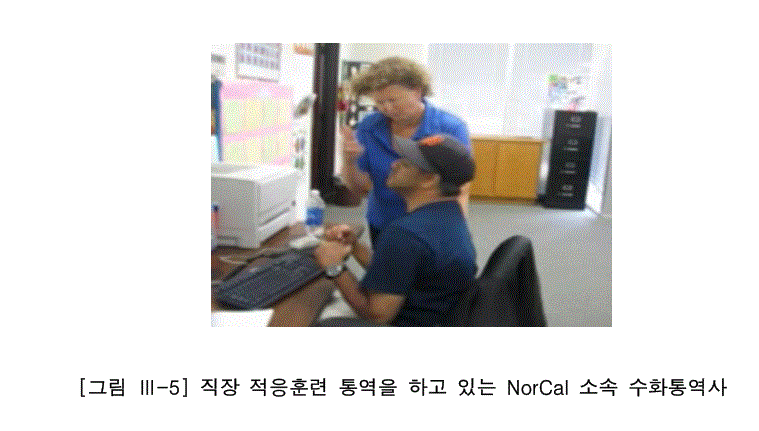 [그림 Ⅲ-5] 직장 적응훈련 통역을 하고 있는 NorCal 소속 수화통역사